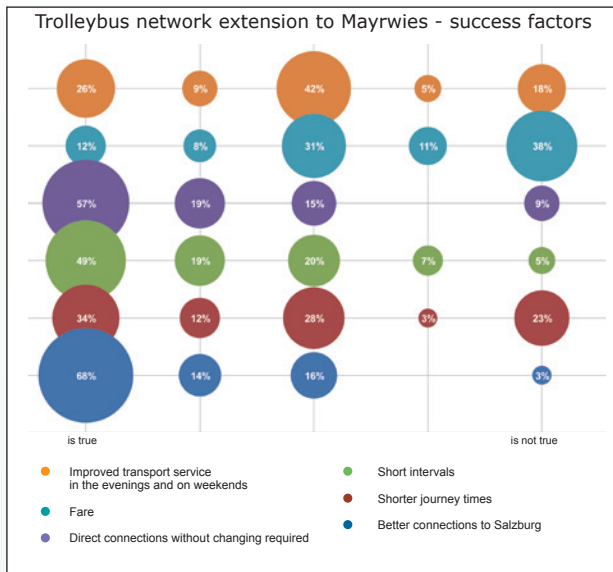 Trolleybus network extension to Mayrwies - success factors
26% 9% 42% 5% 18%
12% 8% 31% 11% 38%
57% 19% 15% 9%
49% 19% 20% 7% 5%
34% 12% 28% 3% 23%
68% 14% 16% 3%
is true is not true
Improved transport service
in the evenings and on weekends
Fare
Direct connections without changing required
Short intervals
Shorter journey times
Better connections to Salzburg